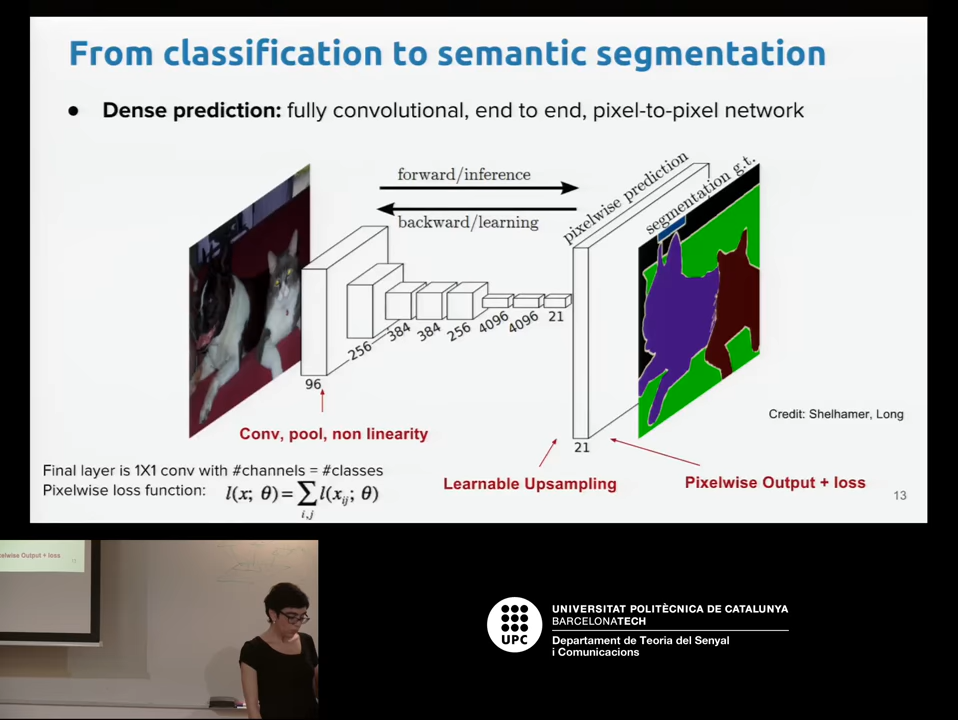 From classification to semantic segmentation
● Dense prediction: fully convolutional, end to end, pixel-to-pixel network
forward/inference
backward/learning
pixelwise prediction
segmentation g.t.
96
256
384
384
256
4096
4096
21
21
Conv, pool, non linearity
Credit: Shelhamer, Long
Final layer is 1X1 conv with #channels = #classes
Pixelwise loss function: l(x; θ) = ∑ l(x_ij; θ)
i,j
Learnable Upsampling
Pixelwise Output + loss
13
elwise Output + loss
UPC
UNIVERSITAT POLITÈCNICA DE CATALUNYA
BARCELONATECH
Departament de Teoria del Senyal
i Comunicacions